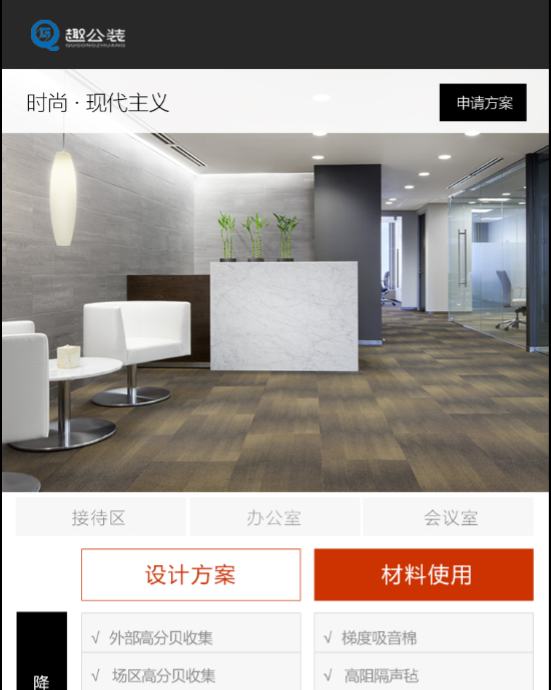 趣公装
QUGONGZHUANG
时尚 · 现代主义
申请方案
接待区
办公室
会议室
设计方案
材料使用
降
√ 外部高分贝收集
√ 梯度吸音棉
√ 场区高分贝收集
√ 高阻隔声毡